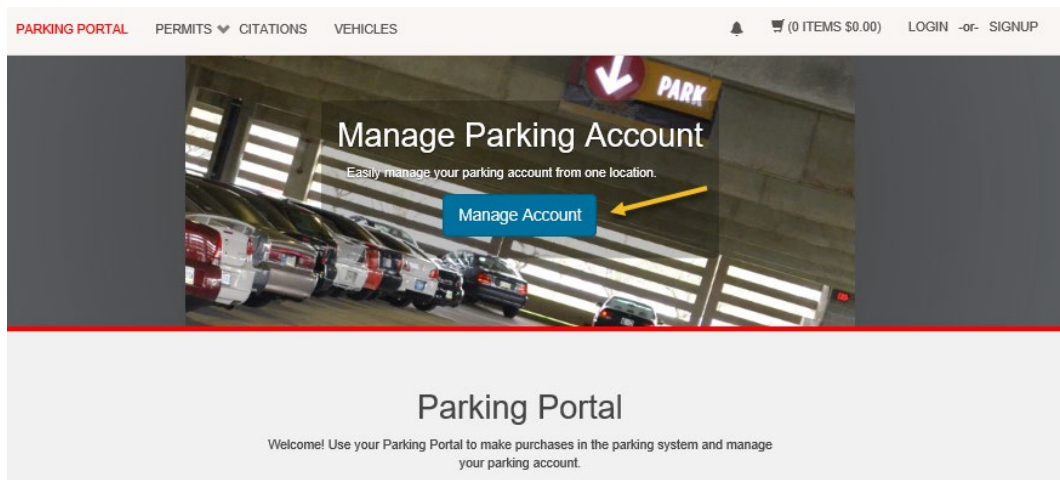 PARKING PORTAL PERMITS CITATIONS VEHICLES (0 ITEMS $0.00) LOGIN -or- SIGNUP
PARK
Manage Parking Account
Easily manage your parking account from one location.
Manage Account
Parking Portal
Welcome! Use your Parking Portal to make purchases in the parking system and manage
your parking account.